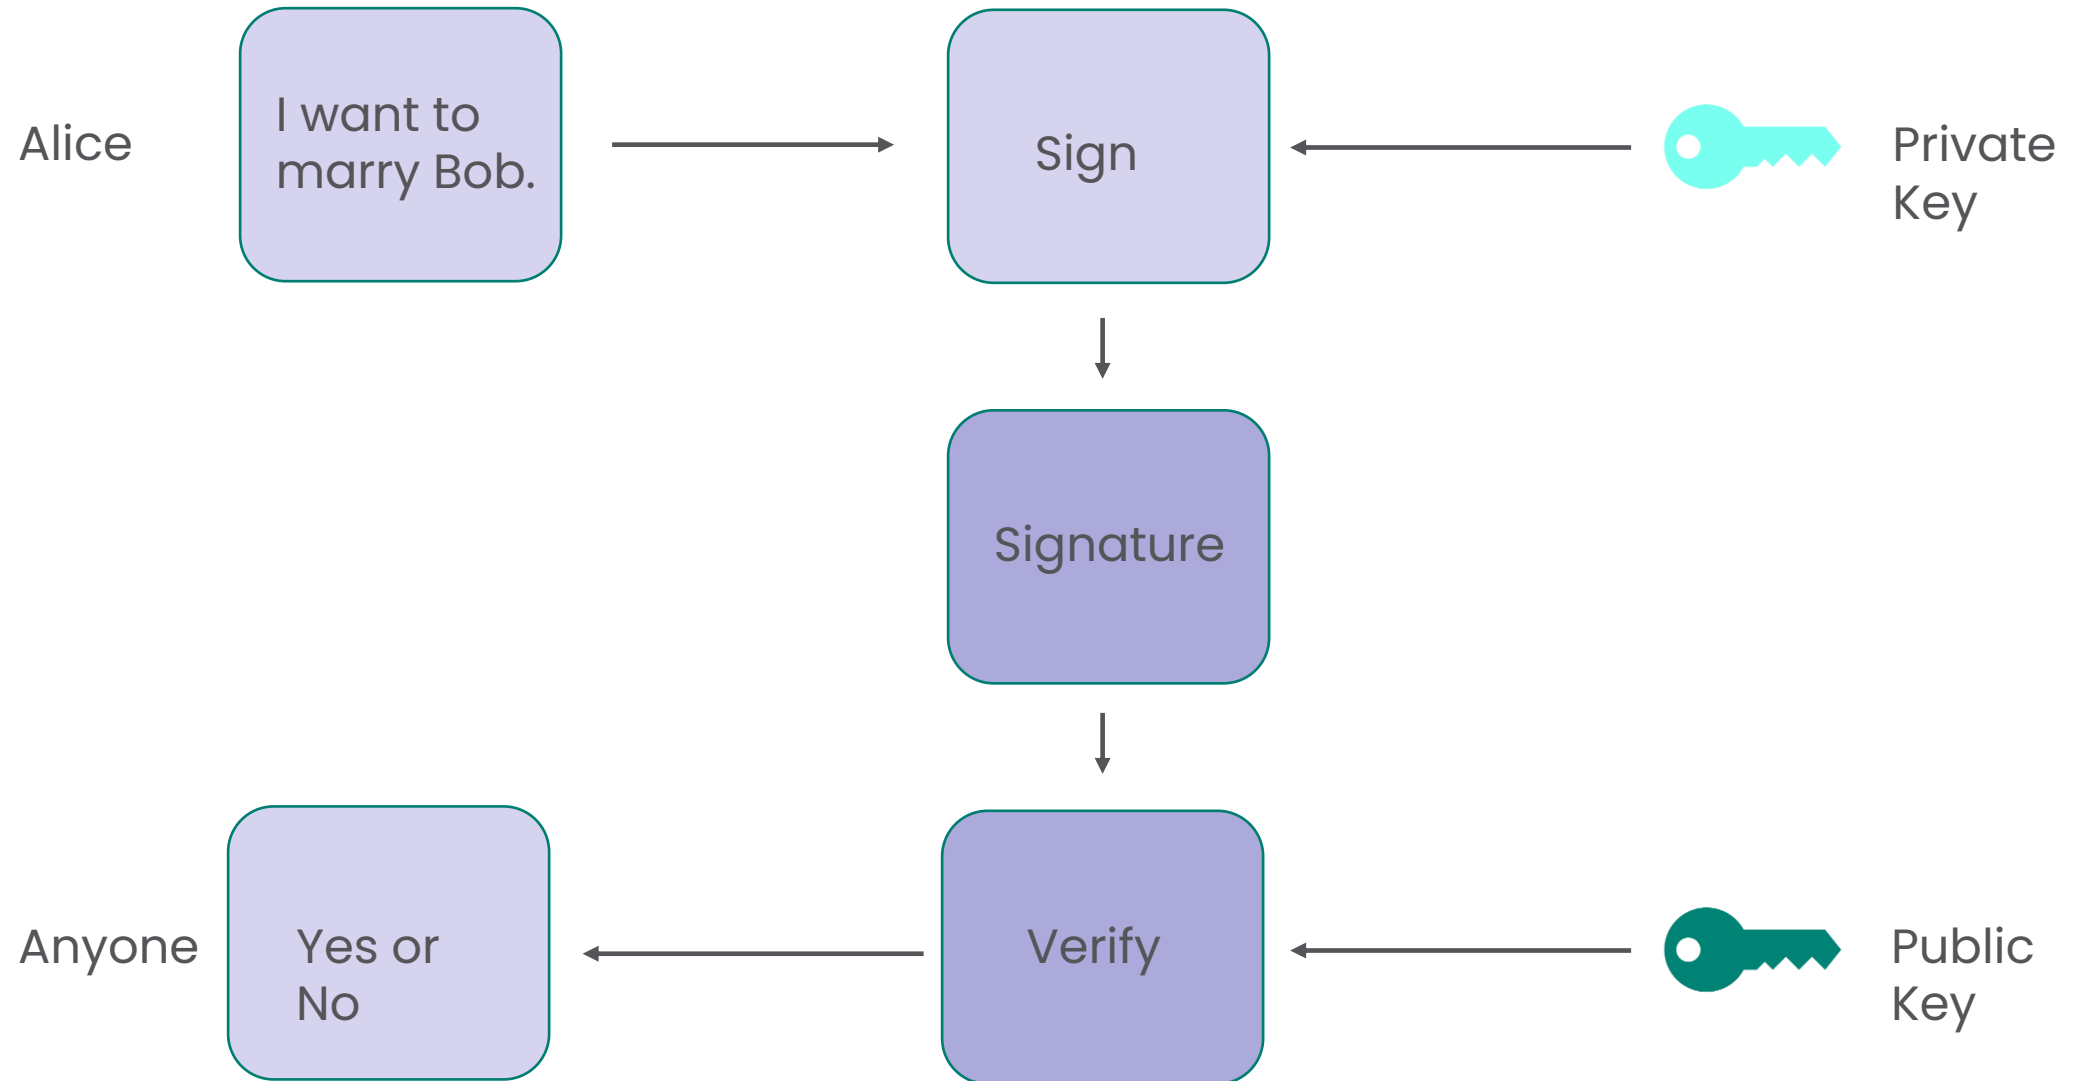 Alice
I want to
marry Bob.
Sign
Private
Key
Signature
Anyone
Yes or
No
Verify
Public
Key